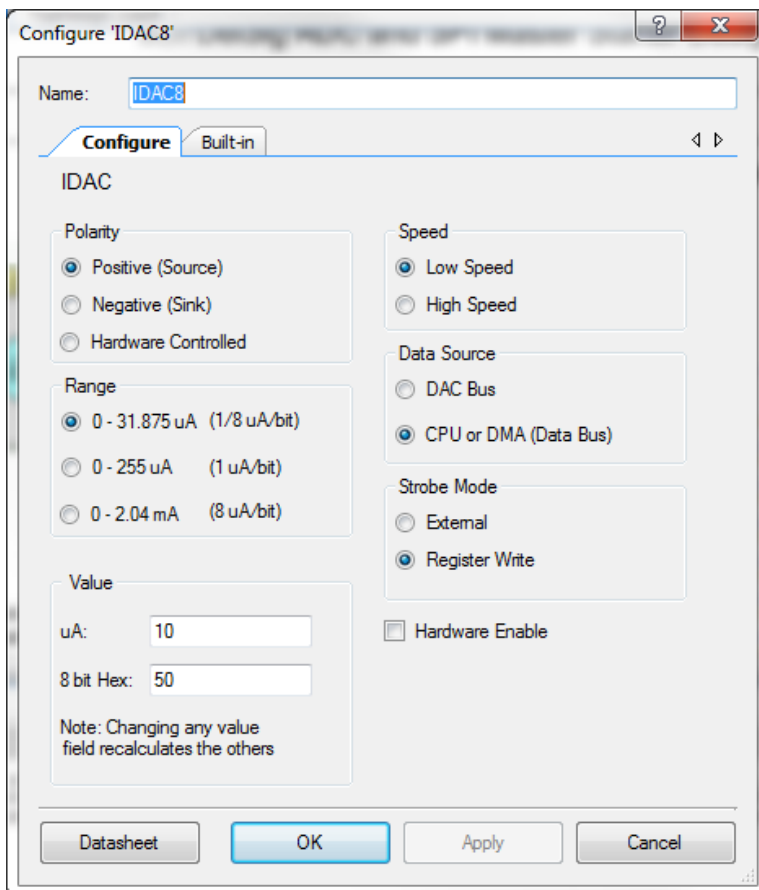 Configure 'IDAC8'
Name: IDAC8
Configure Built-in
IDAC
Polarity
Positive (Source)
Negative (Sink)
Hardware Controlled
Range
0 - 31.875 uA (1/8 uA/bit)
0 - 255 uA (1 uA/bit)
0 - 2.04 mA (8 uA/bit)
Value
uA: 10
8 bit Hex: 50
Note: Changing any value
field recalculates the others
Speed
Low Speed
High Speed
Data Source
DAC Bus
CPU or DMA (Data Bus)
Strobe Mode
External
Register Write
Hardware Enable
Datasheet OK Apply Cancel